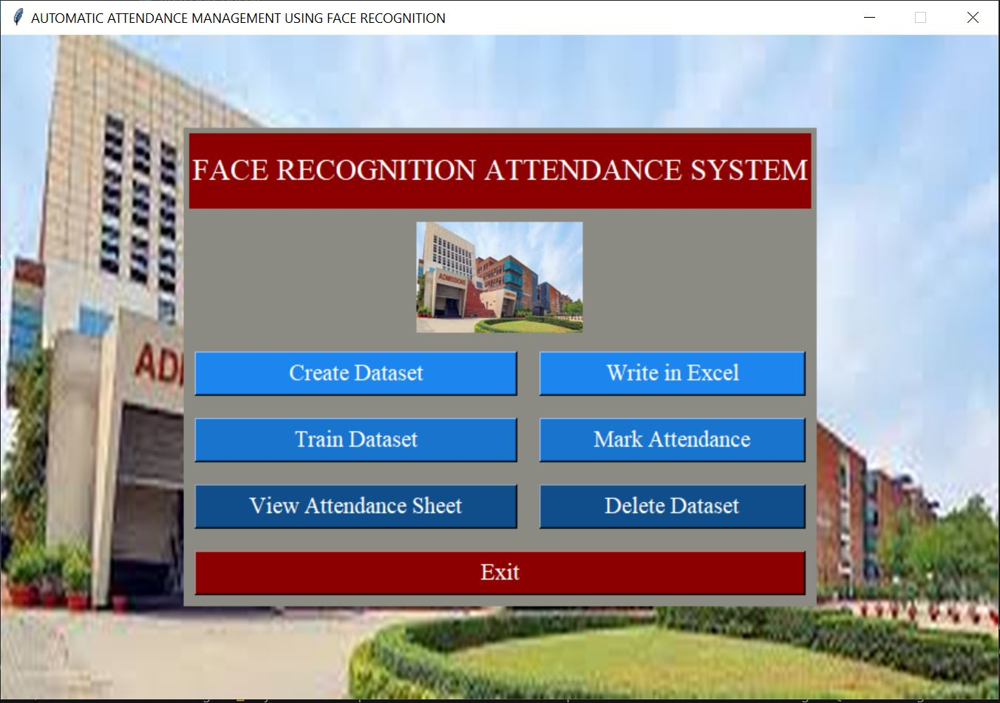 AUTOMATIC ATTENDANCE MANAGEMENT USING FACE RECOGNITION
FACE RECOGNITION ATTENDANCE SYSTEM
ADMISSIONS
Create Dataset
Write in Excel
Train Dataset
Mark Attendance
View Attendance Sheet
Delete Dataset
Exit